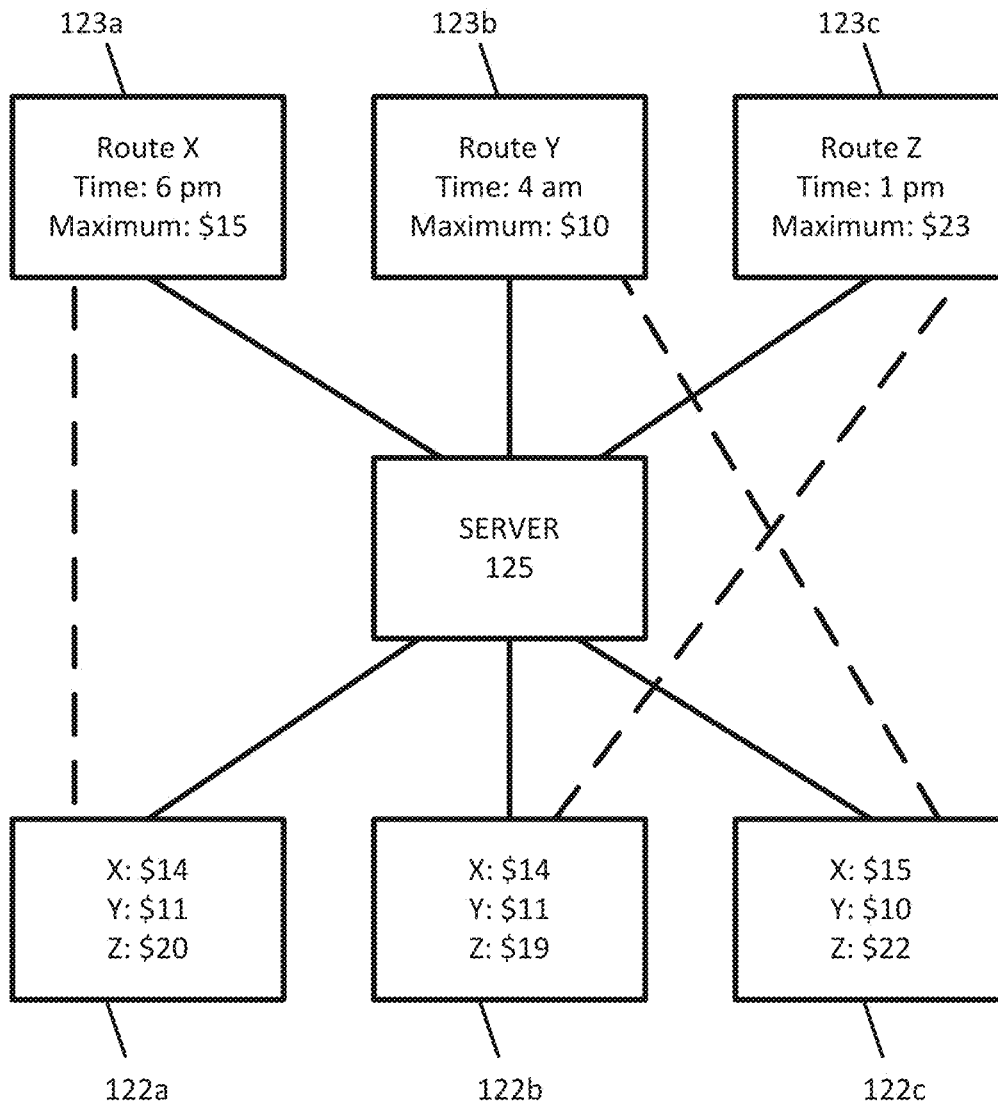 123a
123b
123c
Route X
Time: 6 pm
Maximum: $15
Route Y
Time: 4 am
Maximum: $10
Route Z
Time: 1 pm
Maximum: $23
SERVER
125
X: $14
Y: $11
Z: $20
X: $14
Y: $11
Z: $19
X: $15
Y: $10
Z: $22
122a
122b
122c